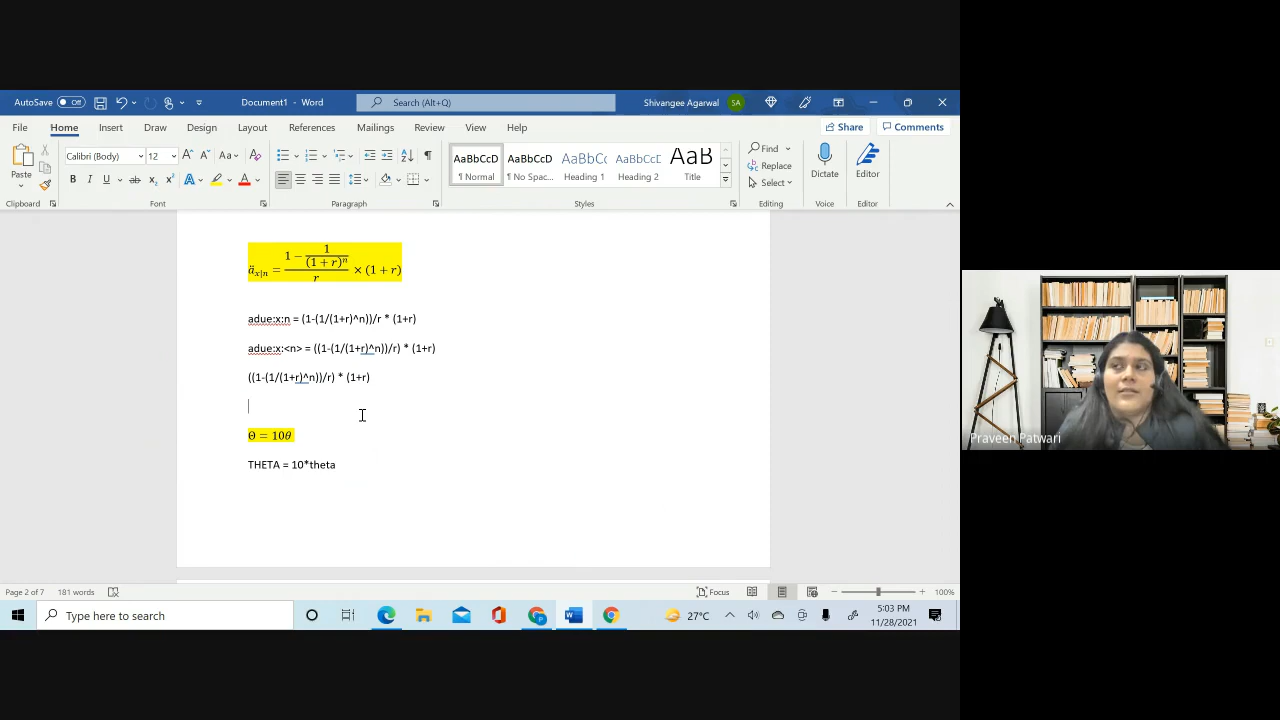 AutoSave Off Document1 - Word Search (Alt+Q) Shivangee Agarwal SA
File Home Insert Draw Design Layout References Mailings Review View Help Share Comments
Paste Calibri (Body) 12 Aa AaBbCcD AaBbCcD AaBbCc AaBbCcC AaB Find Replace Select Dictate Editor
¶ Normal ¶ No Spac... Heading 1 Heading 2 Title
Clipboard Font Paragraph Styles Editing Voice Editor
ä_{x|n} = (1 − 1/(1 + r)^n)/r × (1 + r)
adue:x:n = (1-(1/(1+r)^n))/r * (1+r)
adue:x:<n> = ((1-(1/(1+r)^n))/r) * (1+r)
((1-(1/(1+r)^n))/r) * (1+r)
Θ = 10θ
THETA = 10*theta
Praveen Patwari
Page 2 of 7 181 words Focus 100%
Type here to search 27°C 5:03 PM
11/28/2021